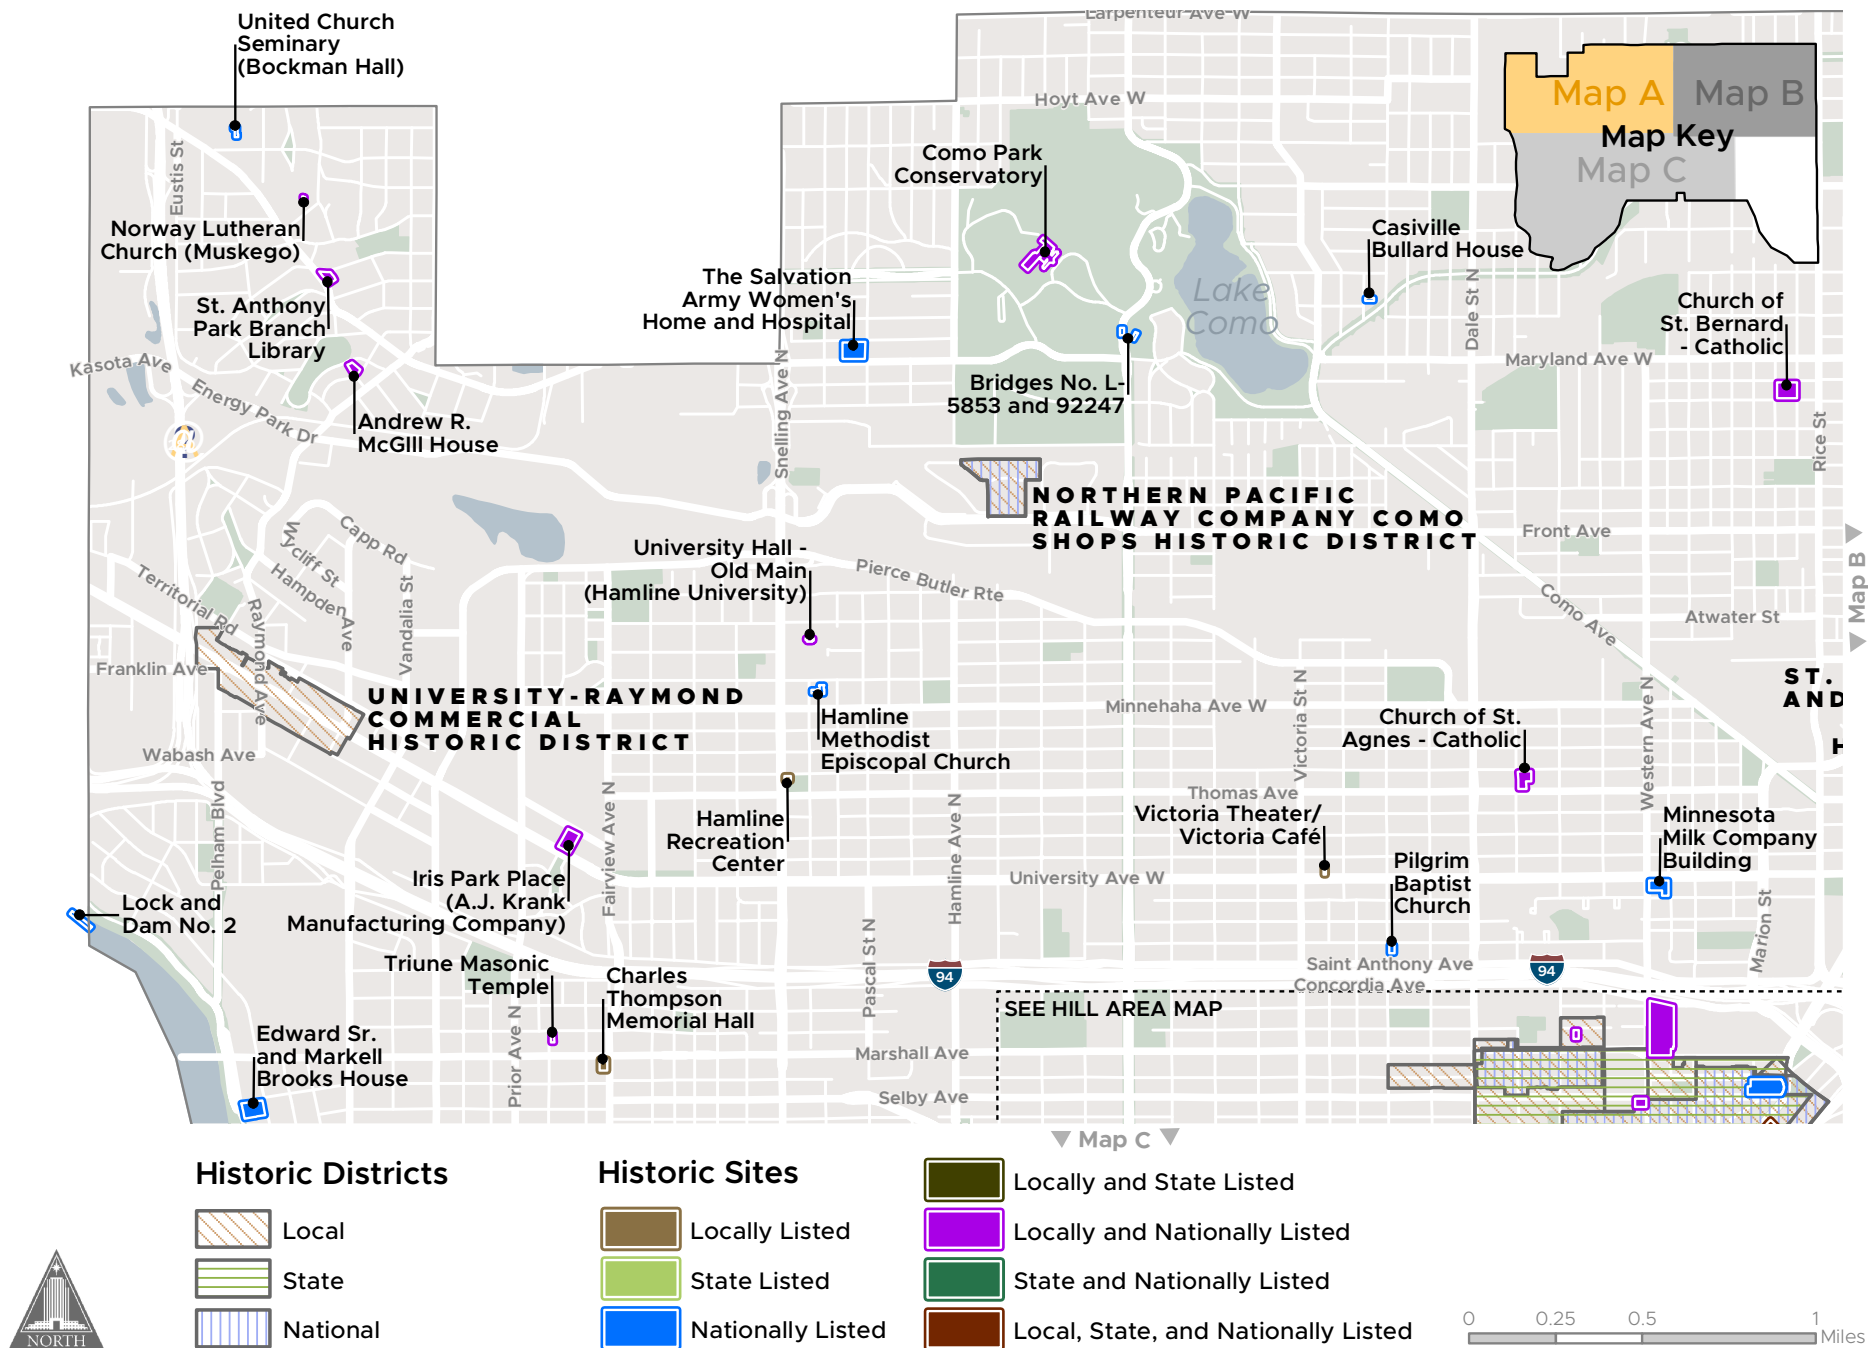 United Church
Seminary
(Bockman Hall)
Larpenteur Ave W
Hoyt Ave W
Map A
Map B
Map Key
Map C
Eustis St
Norway Lutheran
Church (Muskego)
St. Anthony
Park Branch
Library
Kasota Ave
Energy Park Dr
Andrew R.
McGIll House
Como Park
Conservatory
The Salvation
Army Women's
Home and Hospital
Snelling Ave N
Lake
Como
Bridges No. L-
5853 and 92247
Casiville
Bullard House
Dale St N
Church of
St. Bernard
- Catholic
Maryland Ave W
Rice St
NORTHERN PACIFIC
RAILWAY COMPANY COMO
SHOPS HISTORIC DISTRICT
Front Ave
Capp Rd
Wycliff St
Hampden Ave
Territorial Rd
Raymond Ave
Vandalia St
Franklin Ave
University Hall -
Old Main
(Hamline University)
Pierce Butler Rte
Como Ave
Atwater St
Map B
UNIVERSITY-RAYMOND
COMMERCIAL
HISTORIC DISTRICT
Wabash Ave
Hamline
Methodist
Episcopal Church
Minnehaha Ave W
Victoria St N
Church of St.
Agnes - Catholic
Western Ave N
ST.
AND
H
Pelham Blvd
Fairview Ave N
Hamline
Recreation
Center
Hamline Ave N
Thomas Ave
Victoria Theater/
Victoria Café
Minnesota
Milk Company
Building
Pilgrim
Baptist
Church
University Ave W
Iris Park Place
(A.J. Krank
Manufacturing Company)
Lock and
Dam No. 2
Pascal St N
Marion St
Triune Masonic
Temple
Charles
Thompson
Memorial Hall
94
94
Saint Anthony Ave
Concordia Ave
SEE HILL AREA MAP
Edward Sr.
and Markell
Brooks House
Prior Ave N
Marshall Ave
Selby Ave
Map C
Historic Districts
Local
State
National
Historic Sites
Locally Listed
State Listed
Nationally Listed
Locally and State Listed
Locally and Nationally Listed
State and Nationally Listed
Local, State, and Nationally Listed
NORTH
0 0.25 0.5 1
Miles